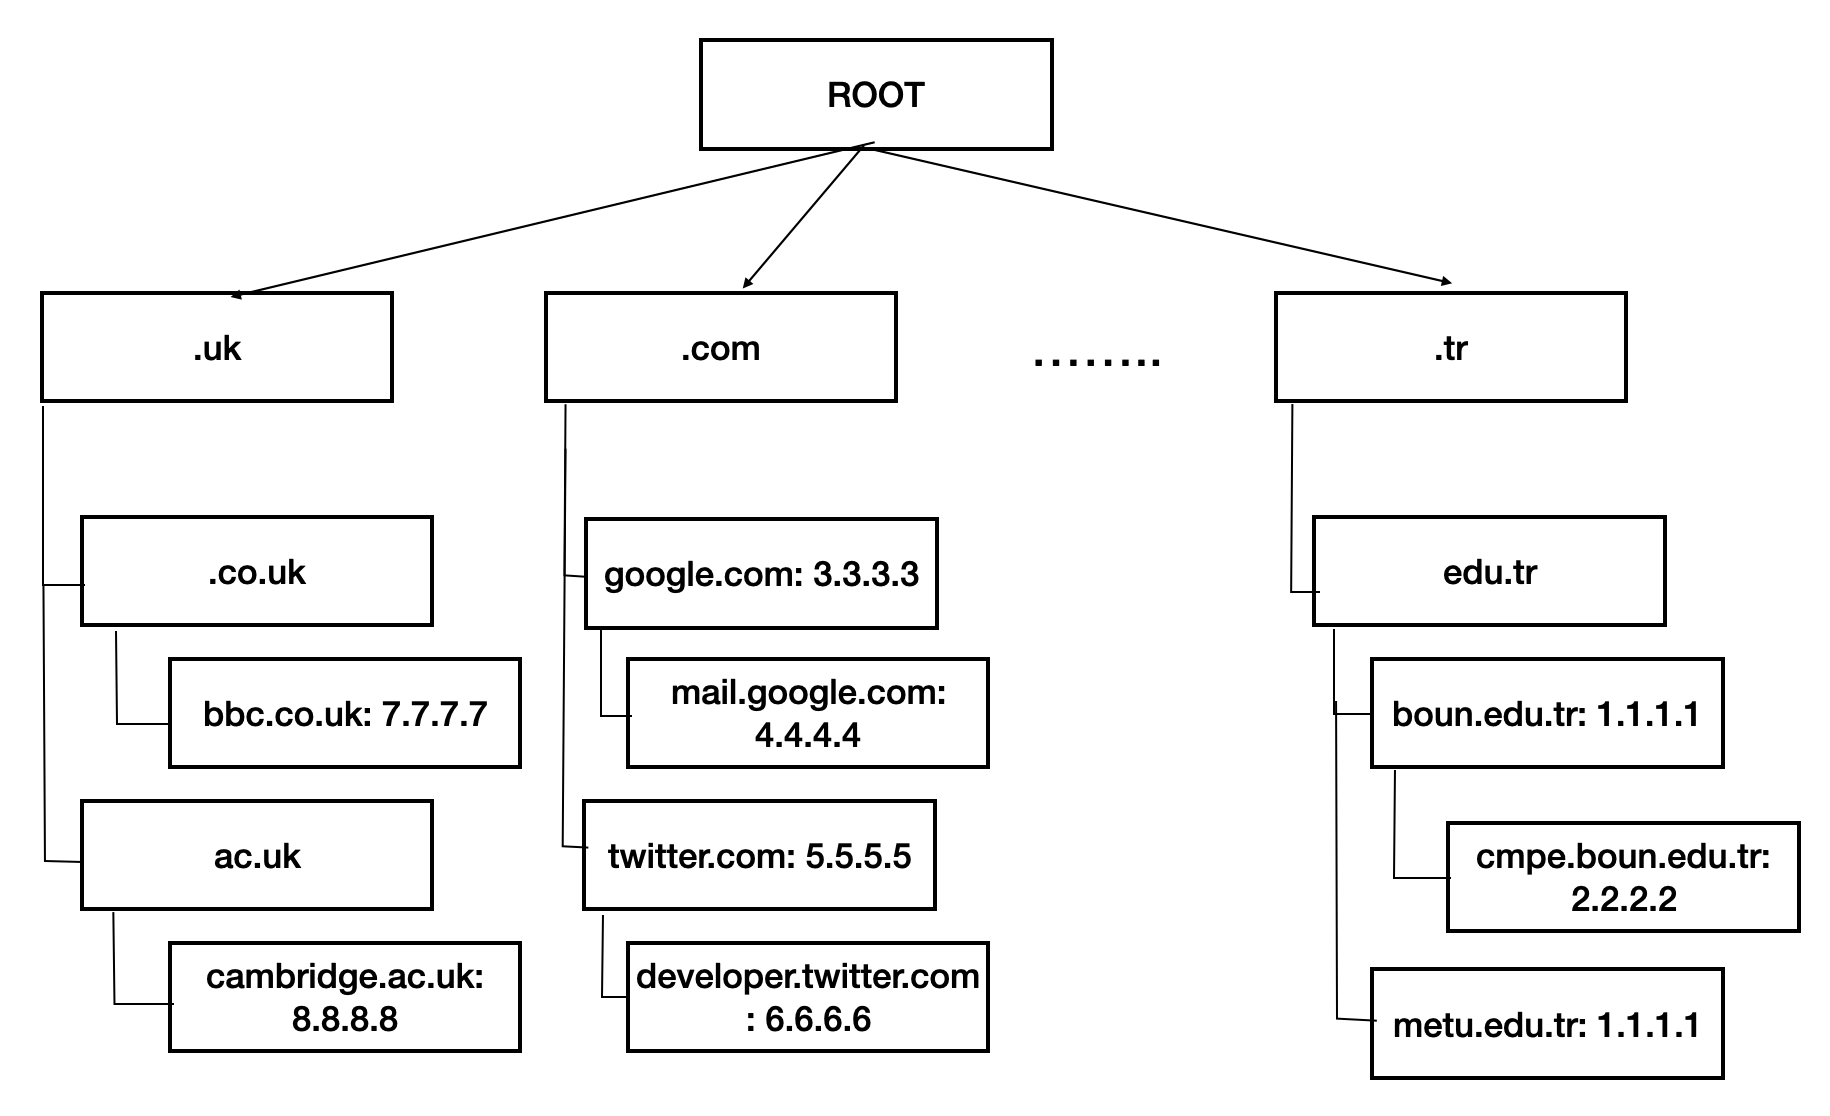 ROOT
.uk
.com
........
.tr
.co.uk
google.com: 3.3.3.3
edu.tr
bbc.co.uk: 7.7.7.7
mail.google.com:
4.4.4.4
boun.edu.tr: 1.1.1.1
ac.uk
twitter.com: 5.5.5.5
cmpe.boun.edu.tr:
2.2.2.2
cambridge.ac.uk:
8.8.8.8
developer.twitter.com
: 6.6.6.6
metu.edu.tr: 1.1.1.1